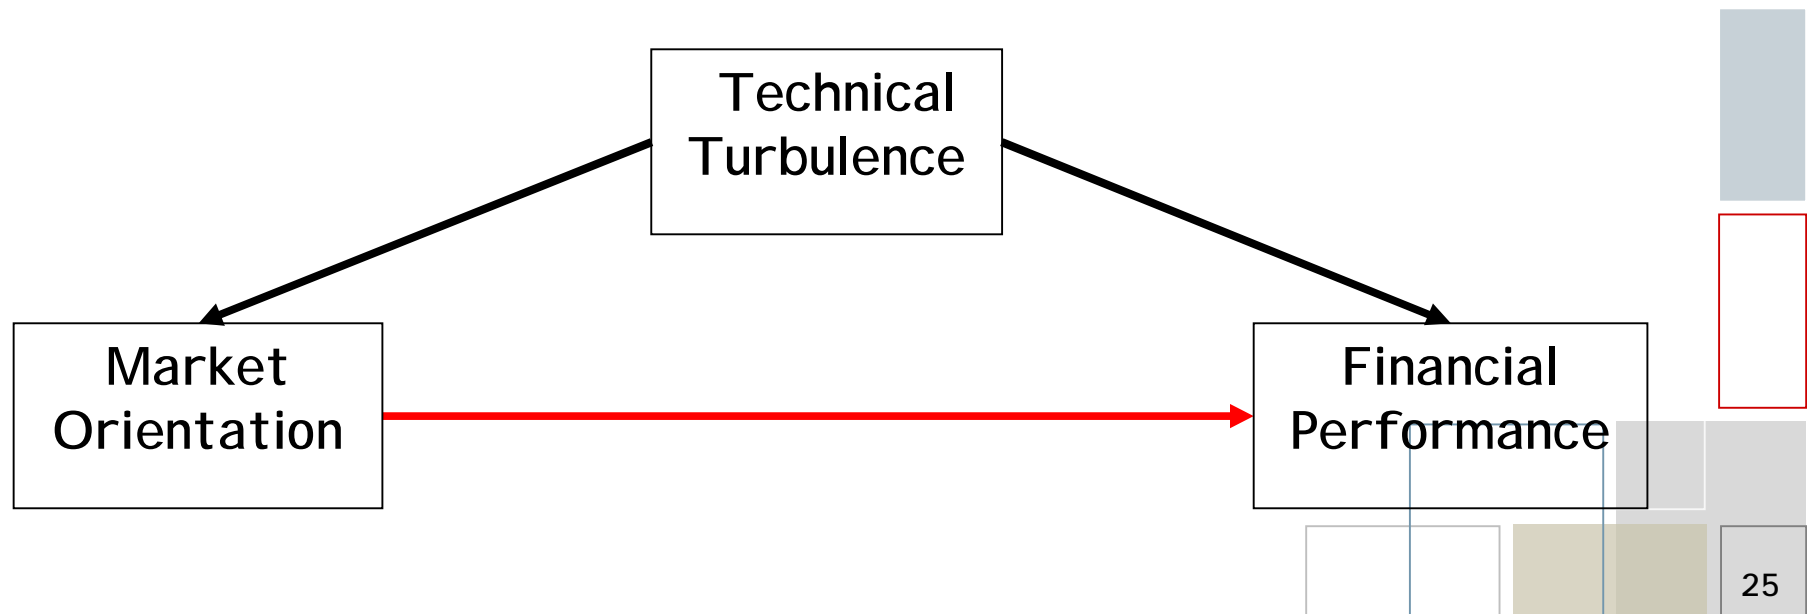 Technical
Turbulence
Market
Orientation
Financial
Performance
25